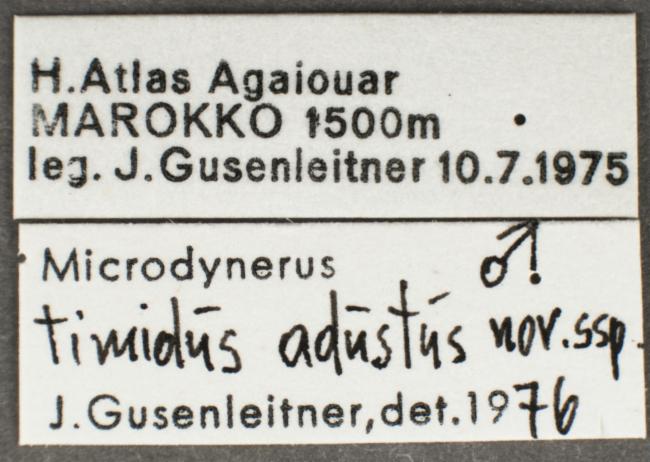 H.Atlas Agaiouar
MAROKKO 1500m
leg. J.Gusenleitner 10.7.1975
Microdynerus ♂
timidus adustus nov.ssp.
J.Gusenleitner,det.1976